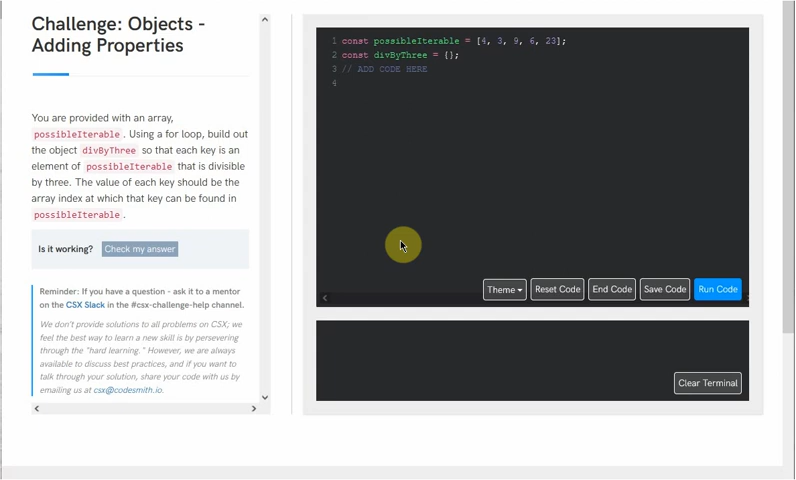 Challenge: Objects -
Adding Properties
You are provided with an array,
possibleIterable . Using a for loop, build out
the object divByThree so that each key is an
element of possibleIterable that is divisible
by three. The value of each key should be the
array index at which that key can be found in
possibleIterable .
Is it working? Check my answer
Reminder: If you have a question - ask it to a mentor
on the CSX Slack in the #csx-challenge-help channel.
We don't provide solutions to all problems on CSX; we
feel the best way to learn a new skill is by persevering
through the "hard learning." However, we are always
available to discuss best practices, and if you want to
talk through your solution, share your code with us by
emailing us at csx@codesmith.io.
1 const possibleIterable = [4, 3, 9, 6, 23];
2 const divByThree = {};
3 // ADD CODE HERE
4
Theme Reset Code End Code Save Code Run Code
Clear Terminal